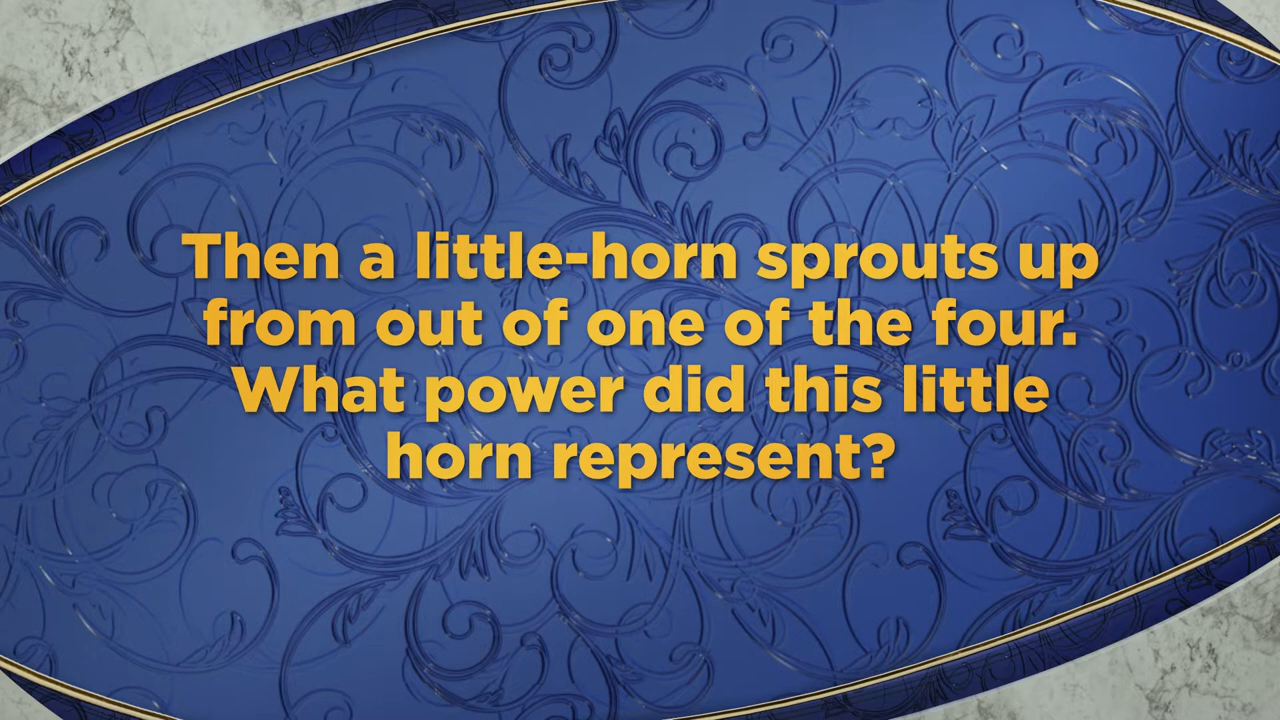 Then a little-horn sprouts up
from out of one of the four.
What power did this little
horn represent?